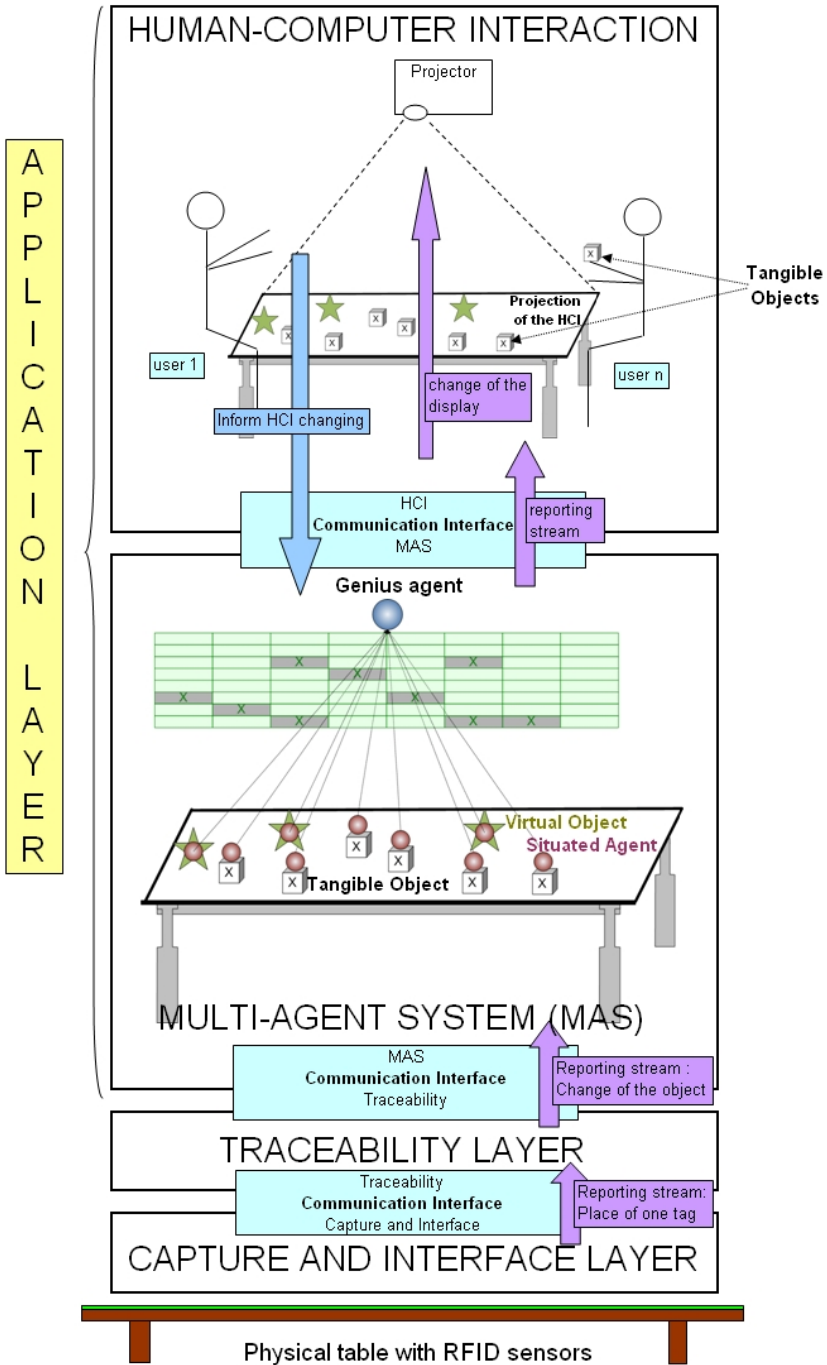 HUMAN-COMPUTER INTERACTION
Projector
APPLICATION LAYER
Tangible
Objects
x
Projection
of the HCI
x
x
x
x
x
x
user 1
user n
change of the
display
Inform HCI changing
HCI
Communication Interface
MAS
reporting
stream
Genius agent
X
X
X
X
X
X
X
X
X
Virtual Object
Situated Agent
X
X
X
X
X
X
Tangible Object
MULTI-AGENT SYSTEM (MAS)
MAS
Communication Interface
Traceability
Reporting stream :
Change of the object
TRACEABILITY LAYER
Traceability
Communication Interface
Capture and Interface
Reporting stream:
Place of one tag
CAPTURE AND INTERFACE LAYER
Physical table with RFID sensors